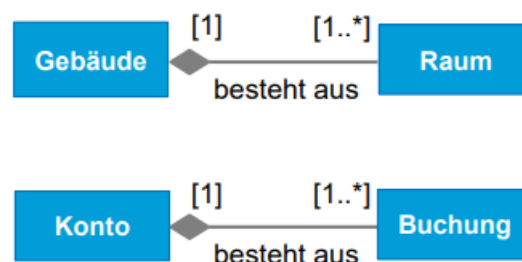 [1] [1..*]
Gebäude Raum
besteht aus
[1] [1..*]
Konto Buchung
besteht aus